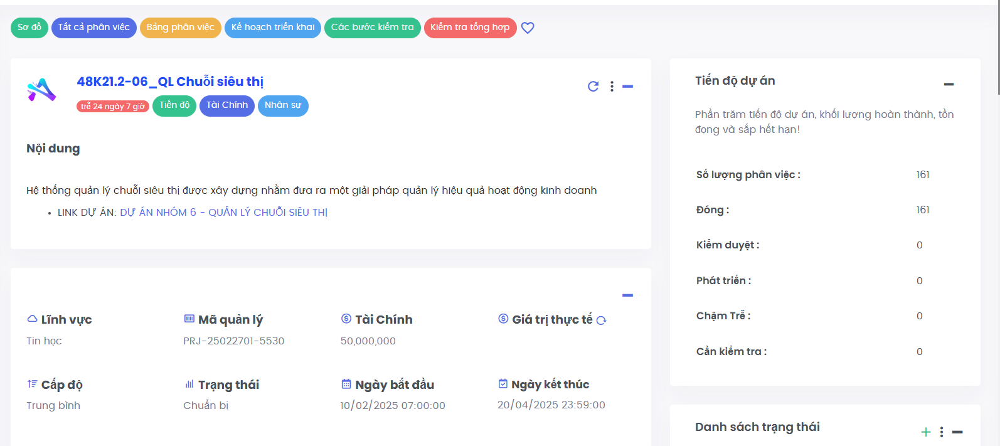 Sơ đồ Tất cả phân việc Bảng phân việc Kế hoạch triển khai Các bước kiểm tra Kiểm tra tổng hợp
48K21.2-06_QL Chuỗi siêu thị
trễ 24 ngày 7 giờ Tiến độ Tài Chính Nhân sự
Nội dung
Hệ thống quản lý chuỗi siêu thị được xây dựng nhằm đưa ra một giải pháp quản lý hiệu quả hoạt động kinh doanh
• LINK DỰ ÁN: DỰ ÁN NHÓM 6 - QUẢN LÝ CHUỖI SIÊU THỊ
Lĩnh vực Mã quản lý Tài Chính Giá trị thực tế
Tin học PRJ-25022701-5530 50,000,000
Cấp độ Trạng thái Ngày bắt đầu Ngày kết thúc
Trung bình Chuẩn bị 10/02/2025 07:00:00 20/04/2025 23:59:00
Tiến độ dự án
Phần trăm tiến độ dự án, khối lượng hoàn thành, tồn
đọng và sắp hết hạn!
Số lượng phân việc : 161
Đóng : 161
Kiểm duyệt : 0
Phát triển : 0
Chậm Trễ : 0
Cần kiểm tra : 0
Danh sách trạng thái